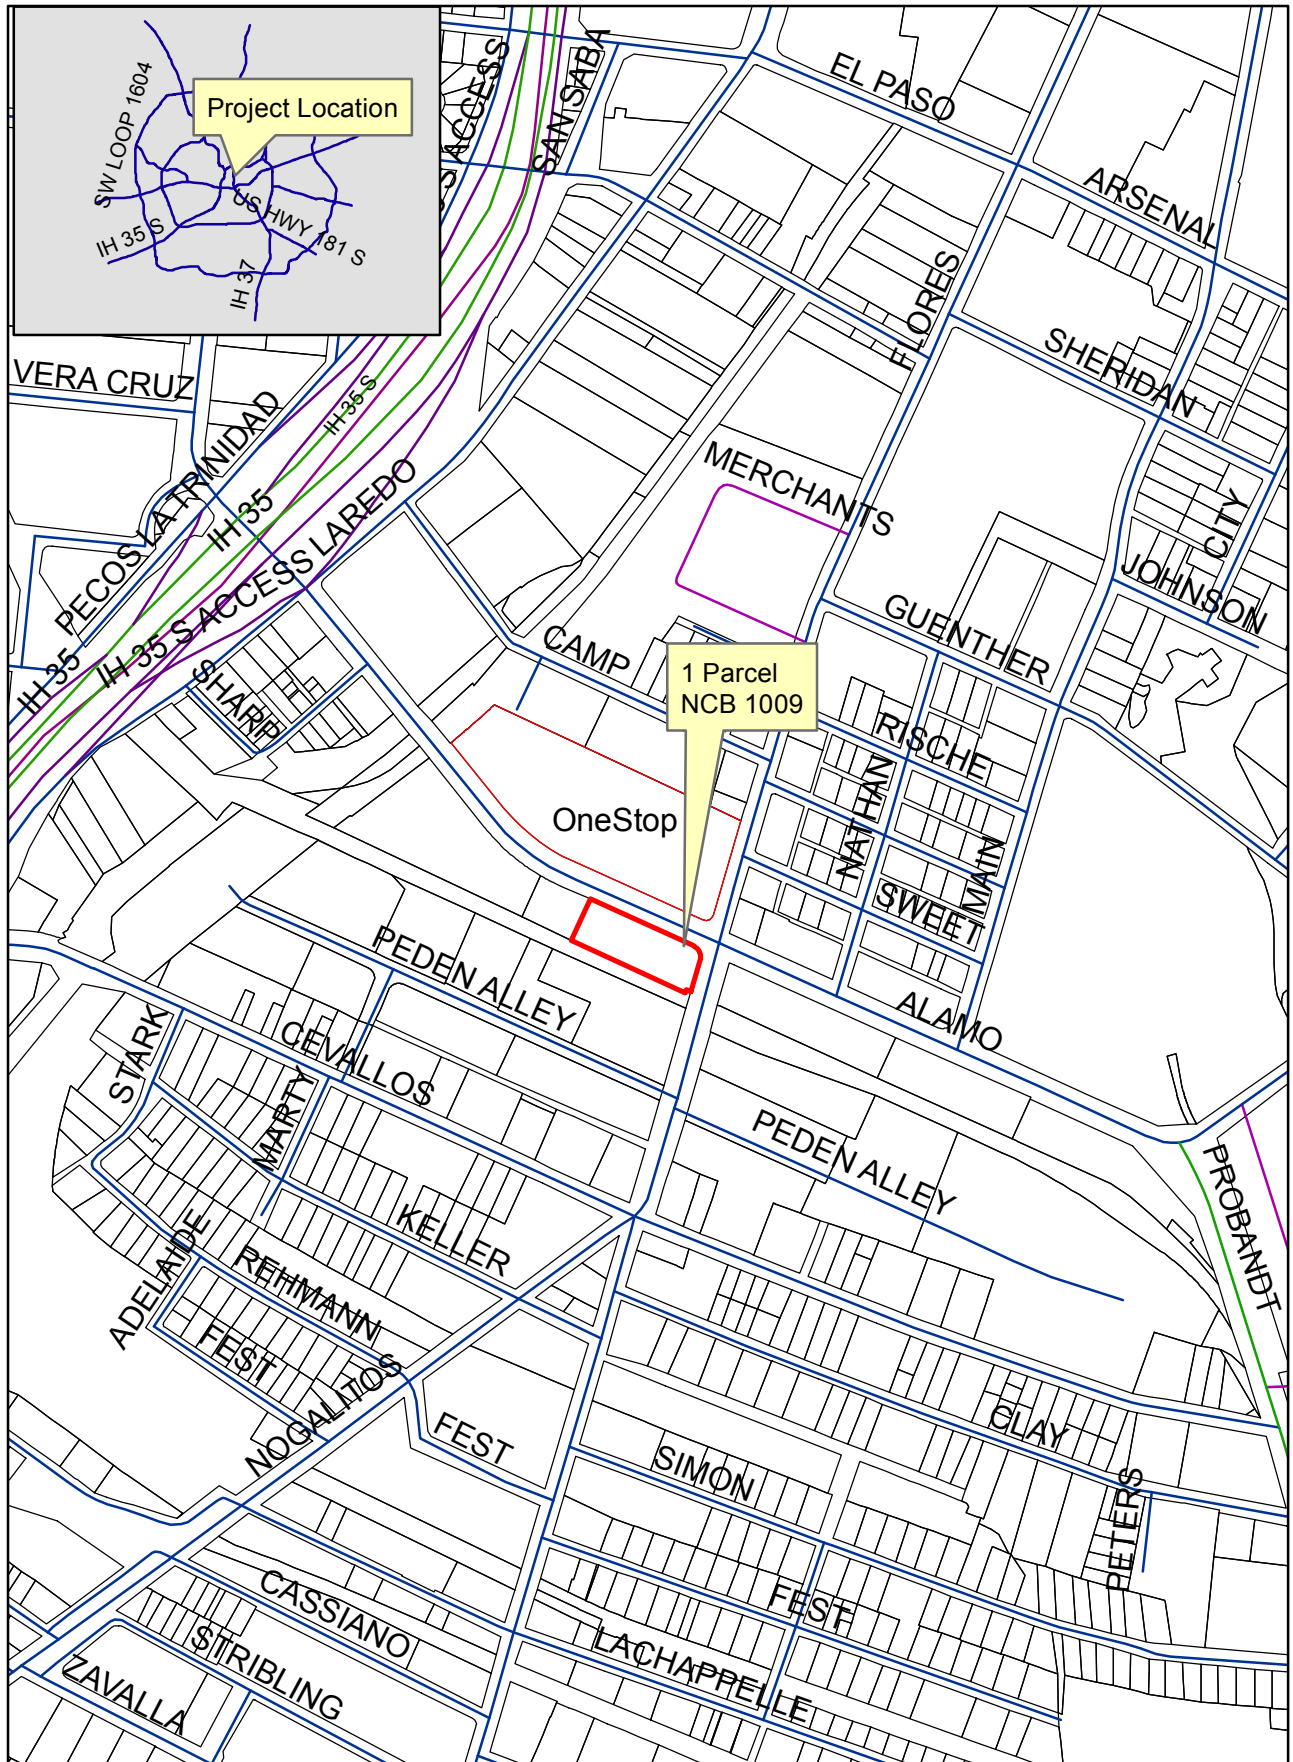 SW LOOP 1604
Project Location
US HWY 181 S
IH 35 S
IH 37
ACCESS
SAN SABA
EL PASO
ARSENAL
FLORES
SHERIDAN
VERA CRUZ
PECOS LA TRINIDAD
IH 35 S
IH 35
IH 35 S ACCESS LAREDO
IH 35
MERCHANTS
CITY
JOHNSON
GUENTHER
CAMP
SHARP
1 Parcel
NCB 1009
RISCHE
NATHAN
MAIN
OneStop
SWEET
PEDEN ALLEY
ALAMO
STARK
CEVALLOS
MARTY
PEDEN ALLEY
PROBANDT
KELLER
ADELAIDE
REHMANN
FEST
NOGALITOS
FEST
CLAY
SIMON
PETERS
FEST
CASSIANO
LACHAPPELLE
STRIBLING
ZAVALLA